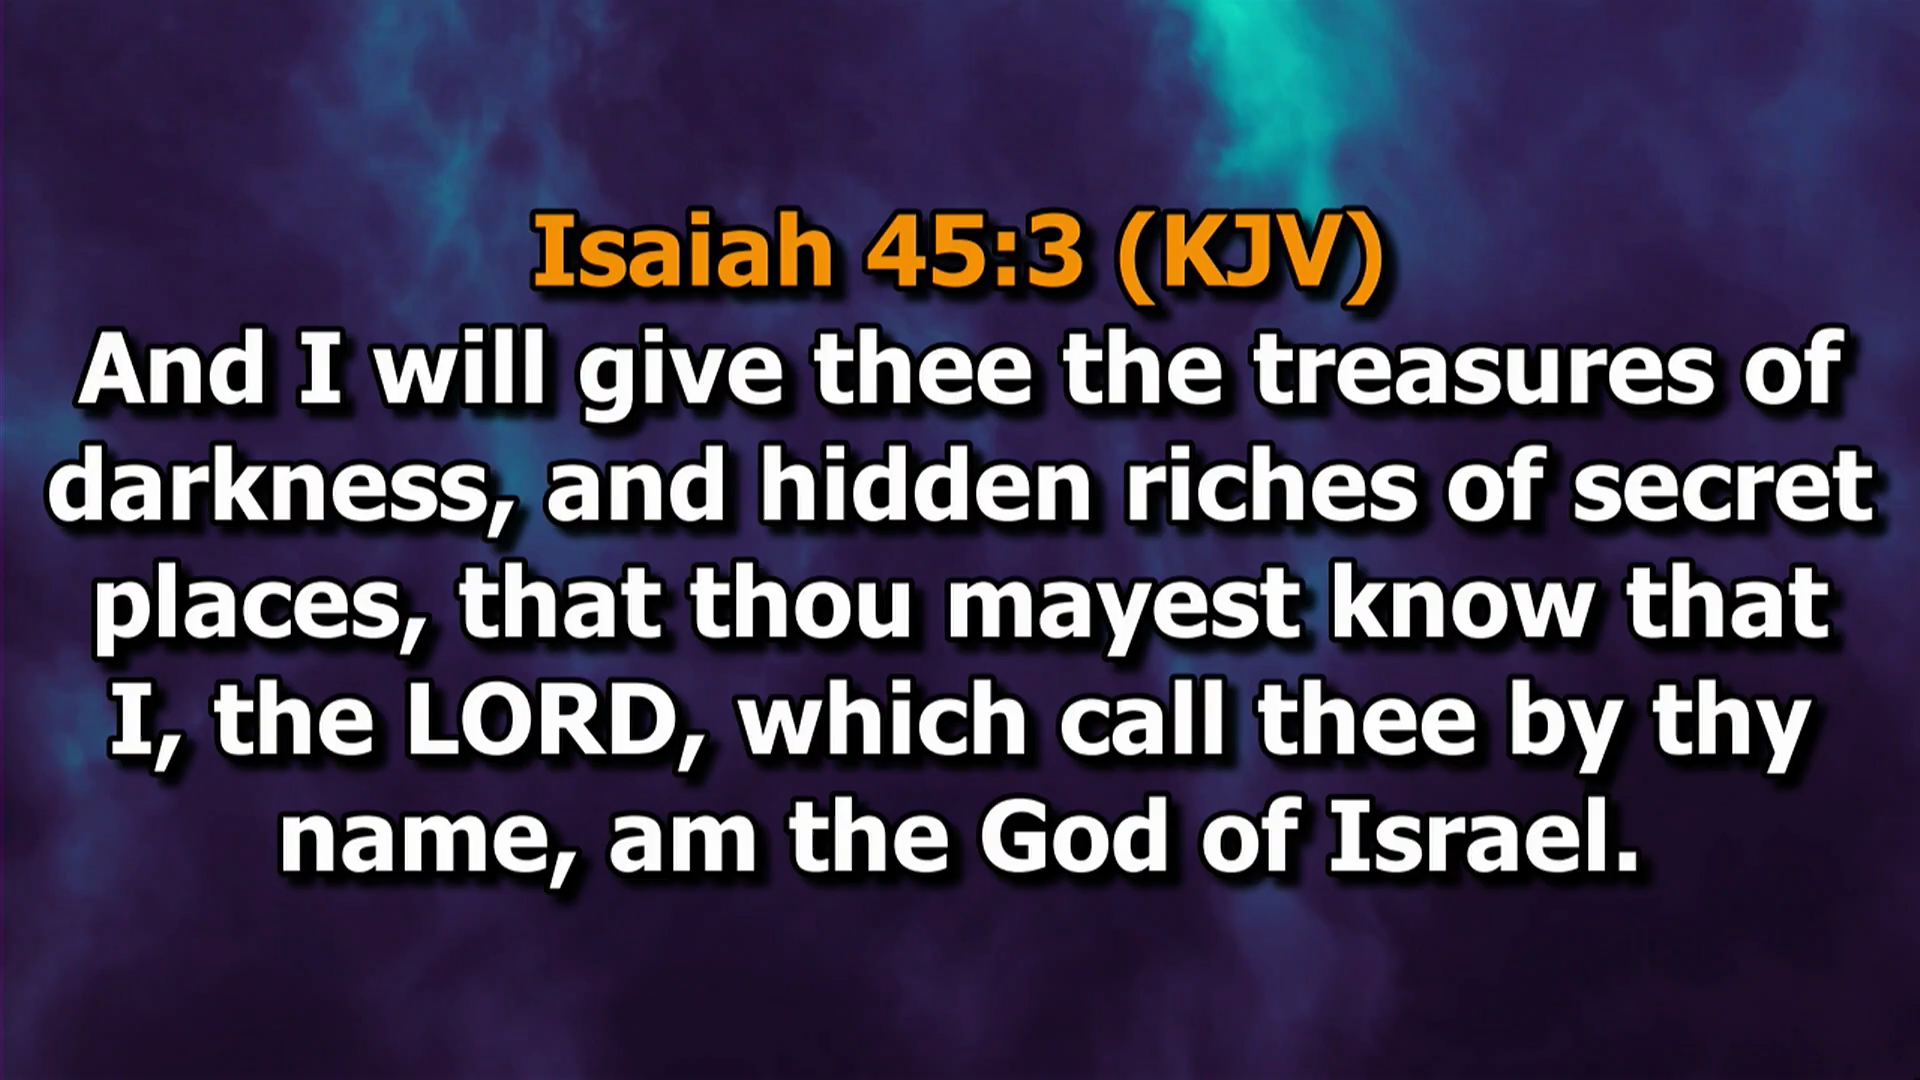 Isaiah 45:3 (KJV)
And I will give thee the treasures of
darkness, and hidden riches of secret
places, that thou mayest know that
I, the LORD, which call thee by thy
name, am the God of Israel.